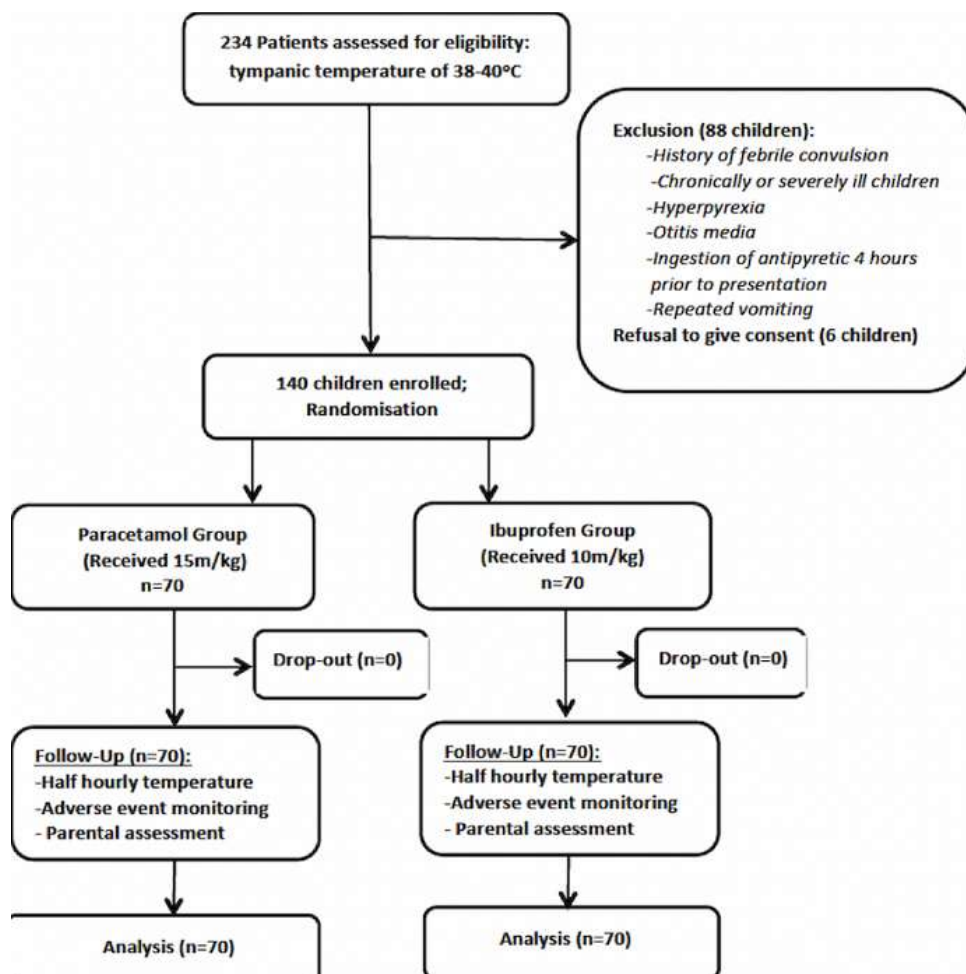 234 Patients assessed for eligibility:
tympanic temperature of 38-40°C
Exclusion (88 children):
-History of febrile convulsion
-Chronically or severely ill children
-Hyperpyrexia
-Otitis media
-Ingestion of antipyretic 4 hours
prior to presentation
-Repeated vomiting
Refusal to give consent (6 children)
140 children enrolled;
Randomisation
Paracetamol Group
(Received 15m/kg)
n=70
Ibuprofen Group
(Received 10m/kg)
n=70
Drop-out (n=0)
Drop-out (n=0)
Follow-Up (n=70):
-Half hourly temperature
-Adverse event monitoring
- Parental assessment
Follow-Up (n=70):
-Half hourly temperature
-Adverse event monitoring
- Parental assessment
Analysis (n=70)
Analysis (n=70)